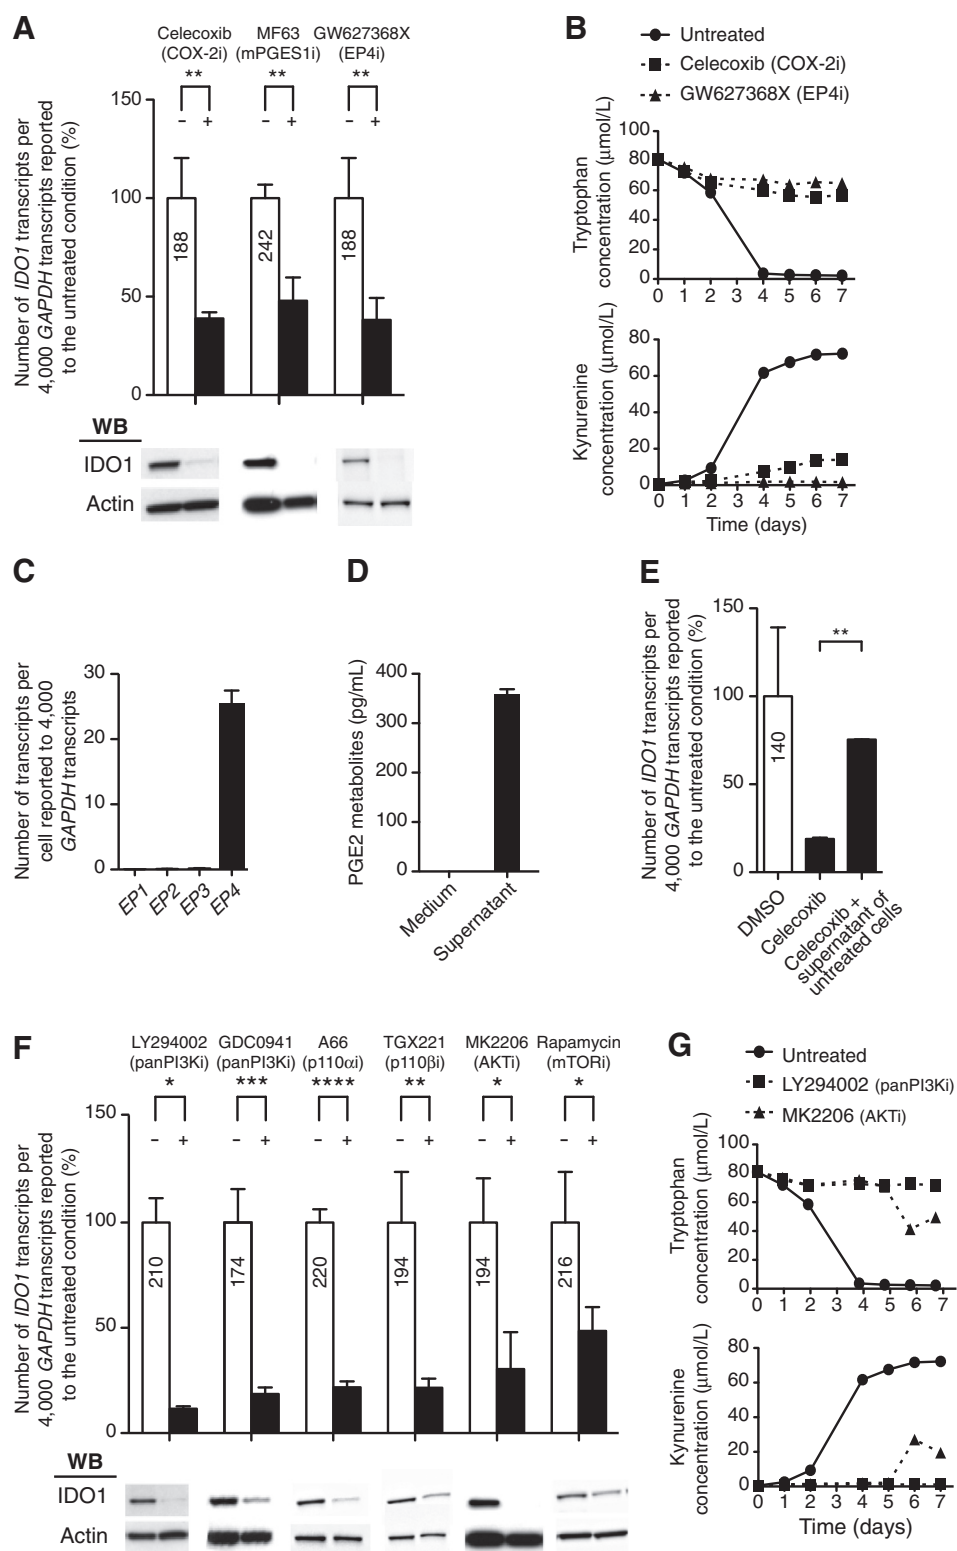 A
Celecoxib (COX-2i)
MF63 (mPGES1i)
GW627368X (EP4i)
** ** **
- + - + - +
Number of IDO1 transcripts per
4,000 GAPDH transcripts reported
to the untreated condition (%)
150
100
50
0
188
242
188
WB
IDO1
Actin
B
Untreated
Celecoxib (COX-2i)
GW627368X (EP4i)
Tryptophan
concentration (μmol/L)
100
80
60
40
20
0
0 1 2 3 4 5 6 7
Kynurenine
concentration (μmol/L)
80
60
40
20
0
0 1 2 3 4 5 6 7
Time (days)
C
Number of transcripts per
cell reported to 4,000
GAPDH transcripts
30
20
10
0
EP1 EP2 EP3 EP4
D
PGE2 metabolites (pg/mL)
400
300
200
100
0
Medium
Supernatant
E
Number of IDO1 transcripts per
4,000 GAPDH transcripts reported
to the untreated condition (%)
150
100
50
0
**
140
DMSO
Celecoxib
Celecoxib +
supernatant of
untreated cells
F
LY294002 (panPI3Ki)
GDC0941 (panPI3Ki)
A66 (p110αi)
TGX221 (p110βi)
MK2206 (AKTi)
Rapamycin (mTORi)
* *** **** ** * *
- + - + - + - + - + - +
Number of IDO1 transcripts per
4,000 GAPDH transcripts reported
to the untreated condition (%)
150
100
50
0
210
174
220
194
194
216
WB
IDO1
Actin
G
Untreated
LY294002 (panPI3Ki)
MK2206 (AKTi)
Tryptophan
concentration (μmol/L)
100
80
60
40
20
0
0 1 2 3 4 5 6 7
Kynurenine
concentration (μmol/L)
80
60
40
20
0
0 1 2 3 4 5 6 7
Time (days)